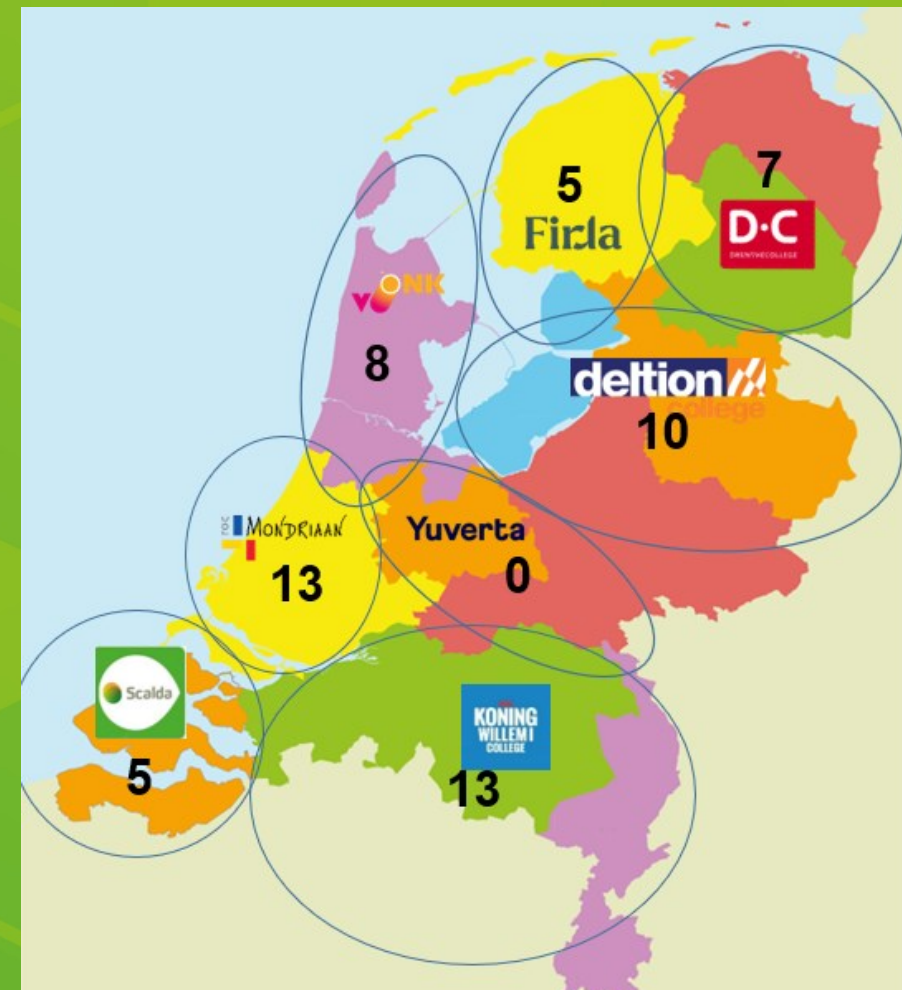 5
Firda
7
D·C
DRENTHECOLLEGE
VONK
8
deltion
college
10
ROC
MONDRIAAN
13
Yuverta
0
Scalda
5
KONING
WILLEM I
COLLEGE
13